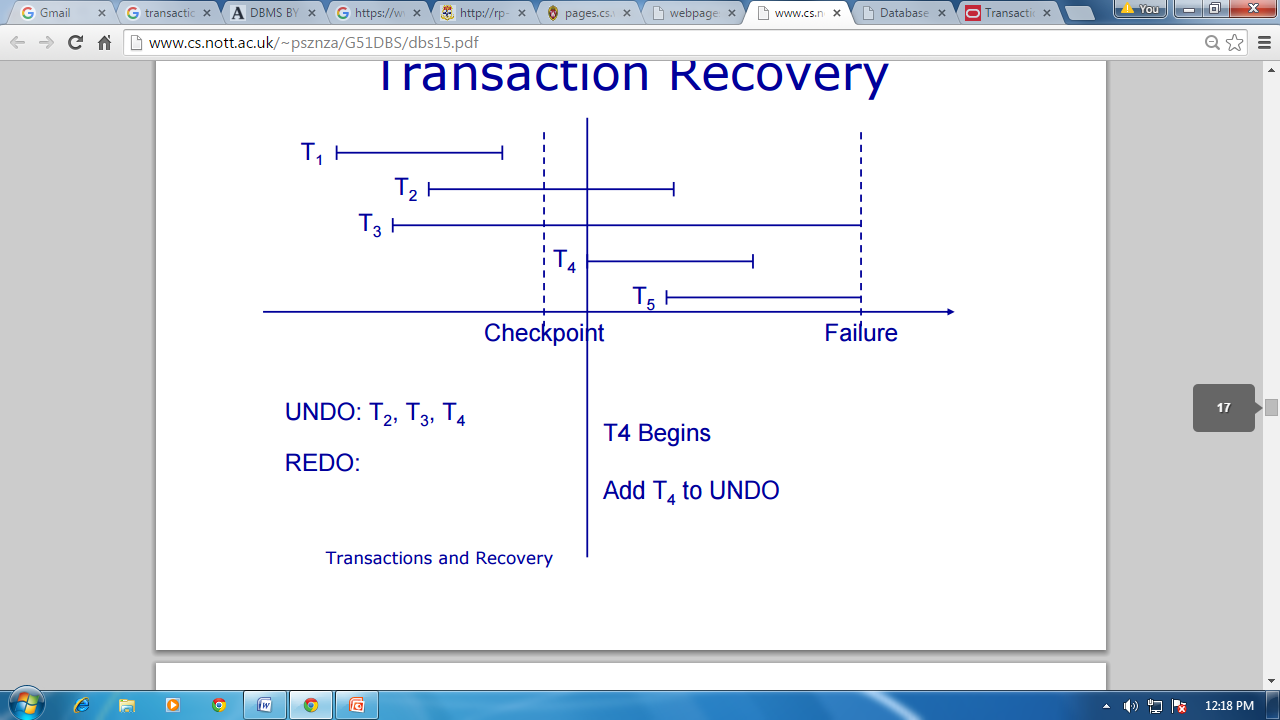 Gmail
transactic
DBMS BY
https://w
http://rp-
pages.cs.
webpage
www.cs.n
Database
Transacti
You
www.cs.nott.ac.uk/~psznza/G51DBS/dbs15.pdf
Transaction Recovery
T1
T2
T3
T4
T5
Checkpoint
Failure
UNDO: T2, T3, T4
REDO:
T4 Begins
Add T4 to UNDO
Transactions and Recovery
17
12:18 PM